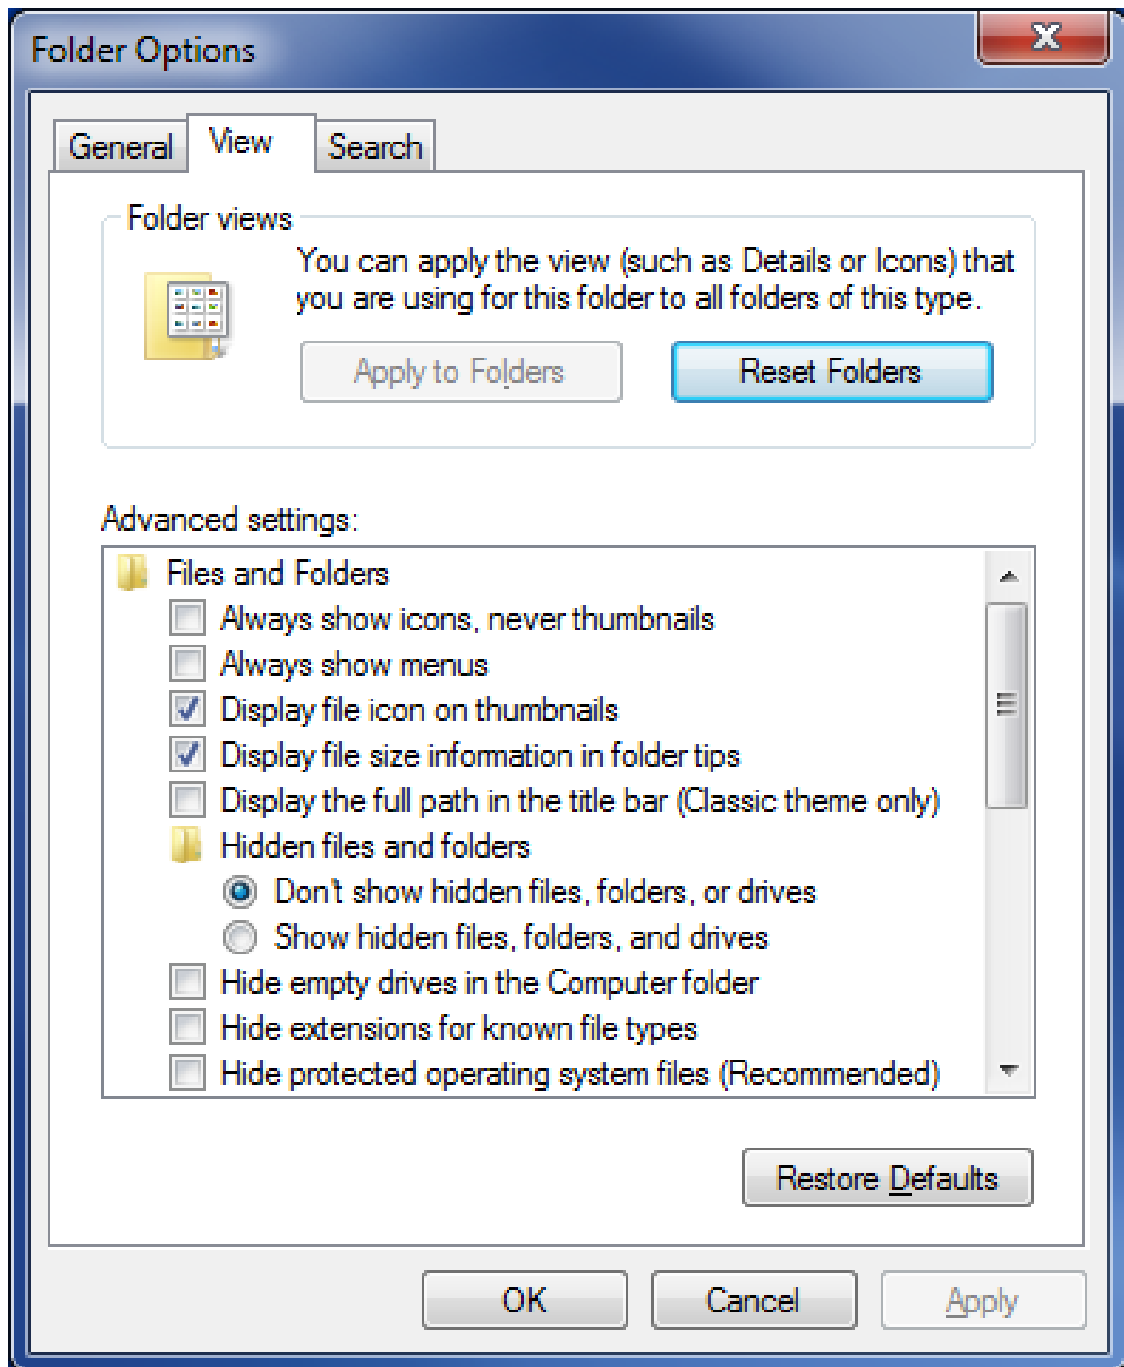 Folder Options
General View Search
Folder views
You can apply the view (such as Details or Icons) that
you are using for this folder to all folders of this type.
Apply to Folders Reset Folders
Advanced settings:
Files and Folders
Always show icons, never thumbnails
Always show menus
Display file icon on thumbnails
Display file size information in folder tips
Display the full path in the title bar (Classic theme only)
Hidden files and folders
Don't show hidden files, folders, or drives
Show hidden files, folders, and drives
Hide empty drives in the Computer folder
Hide extensions for known file types
Hide protected operating system files (Recommended)
Restore Defaults
OK Cancel Apply